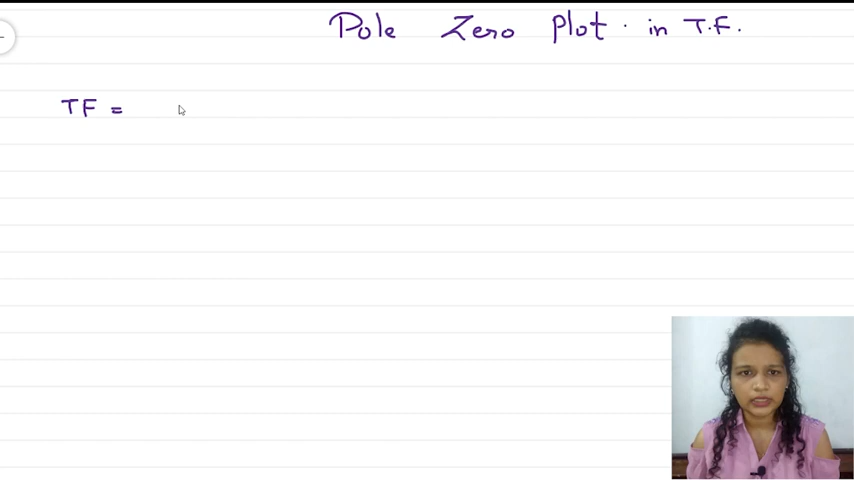 Pole Zero Plot. in T.F.
TF =